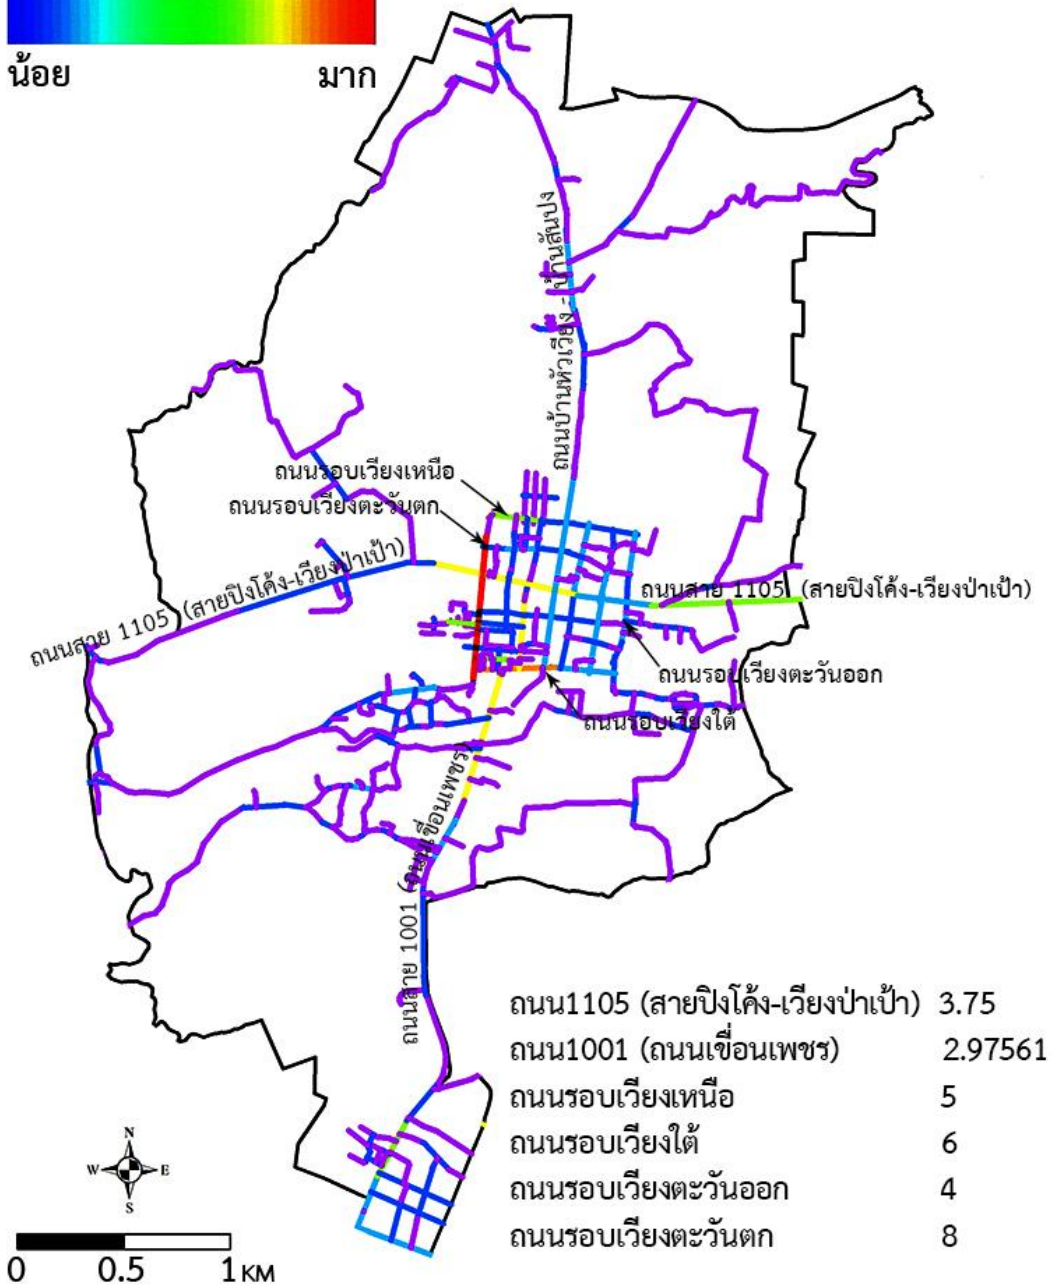 น้อย มาก
ถนนบ้านหัวเวียง - บ้านสันปง
ถนนรอบเวียงเหนือ
ถนนรอบเวียงตะวันตก
ถนนสาย 1105 (สายปิงโค้ง-เวียงป่าเป้า)
ถนนสาย 1105 (สายปิงโค้ง-เวียงป่าเป้า)
ถนนรอบเวียงตะวันออก
ถนนรอบเวียงใต้
ถนนสาย 1001 (ถนนเขื่อนเพชร)
ถนน1105 (สายปิงโค้ง-เวียงป่าเป้า) 3.75
ถนน1001 (ถนนเขื่อนเพชร) 2.97561
ถนนรอบเวียงเหนือ 5
ถนนรอบเวียงใต้ 6
ถนนรอบเวียงตะวันออก 4
ถนนรอบเวียงตะวันตก 8
N
W E
S
0 0.5 1 KM